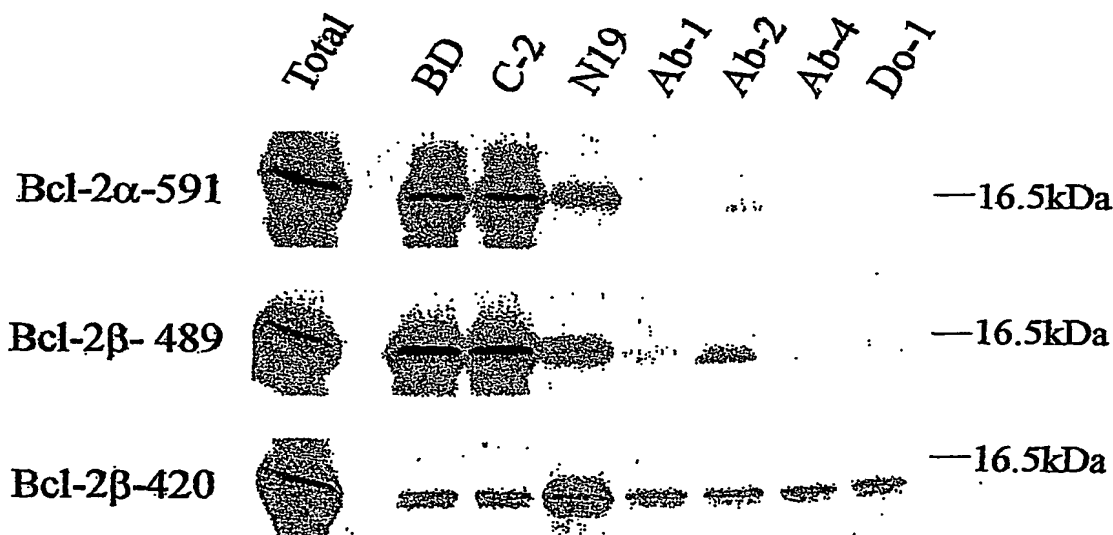 Total BD C-2 N19 Ab-1 Ab-2 Ab-4 Do-1
Bcl-2α-591 —16.5kDa
Bcl-2β- 489 —16.5kDa
Bcl-2β-420 —16.5kDa